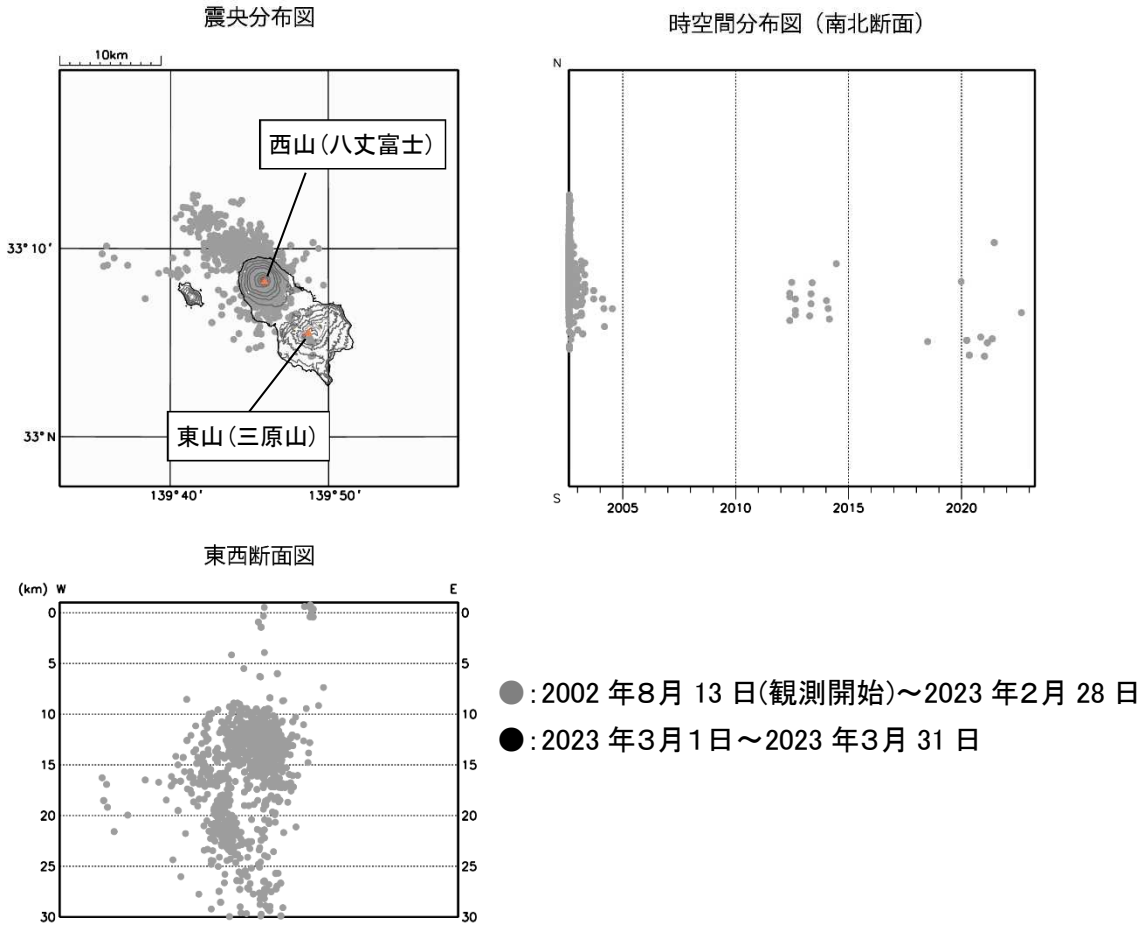 震央分布図
時空間分布図（南北断面）
10km
N
西山（八丈富士）
33°10′
東山（三原山）
33°N
139°40′
139°50′
S
2005
2010
2015
2020
東西断面図
(km) W
E
0
0
5
5
10
10
15
15
20
20
25
25
30
30
●：2002 年８月 13 日(観測開始)～2023 年２月 28 日
●：2023 年３月１日～2023 年３月 31 日